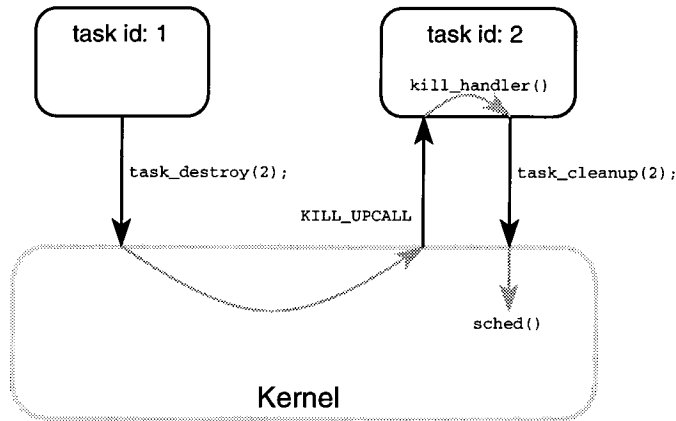 task id: 1
task id: 2
kill_handler()
task_destroy(2);
task_cleanup(2);
KILL_UPCALL
sched()
Kernel